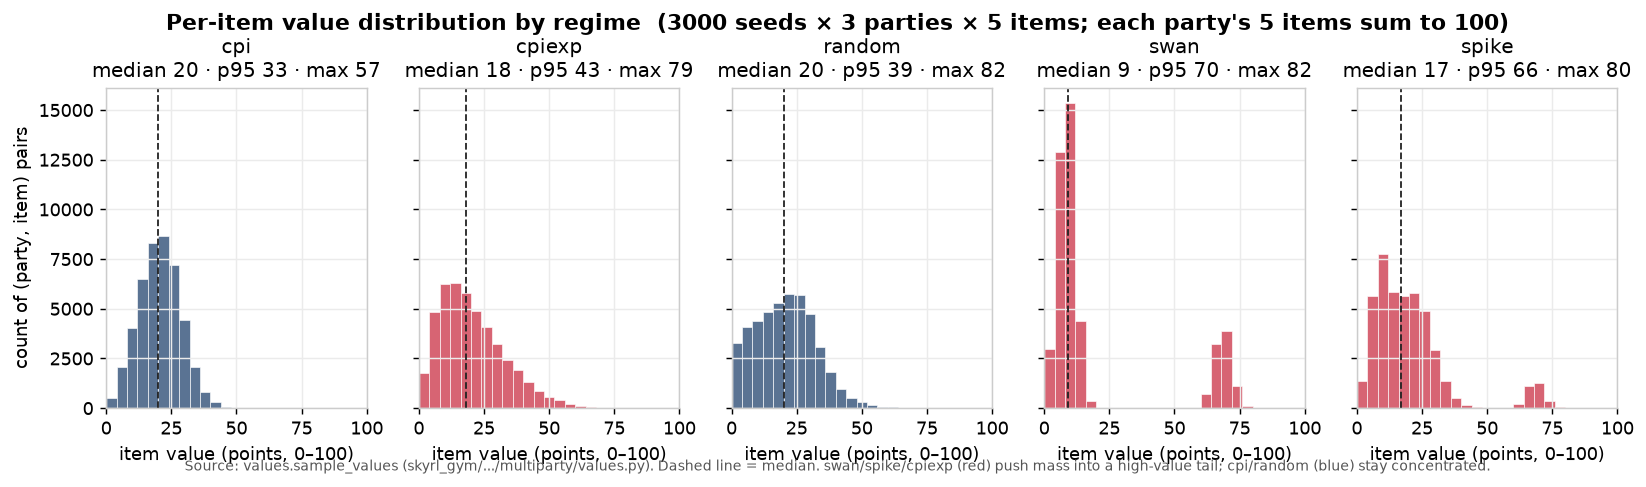 Per-item value distribution by regime  (3000 seeds × 3 parties × 5 items; each party's 5 items sum to 100)
cpi
median 20 · p95 33 · max 57
cpiexp
median 18 · p95 43 · max 79
random
median 20 · p95 39 · max 82
swan
median 9 · p95 70 · max 82
spike
median 17 · p95 66 · max 80
count of (party, item) pairs
15000
12500
10000
7500
5000
2500
0
0 25 50 75 100
0 25 50 75 100
0 25 50 75 100
0 25 50 75 100
0 25 50 75 100
item value (points, 0–100)
item value (points, 0–100)
item value (points, 0–100)
item value (points, 0–100)
item value (points, 0–100)
Source: values.sample_values (skyrl_gym/.../multiparty/values.py). Dashed line = median. swan/spike/cpiexp (red) push mass into a high-value tail; cpi/random (blue) stay concentrated.